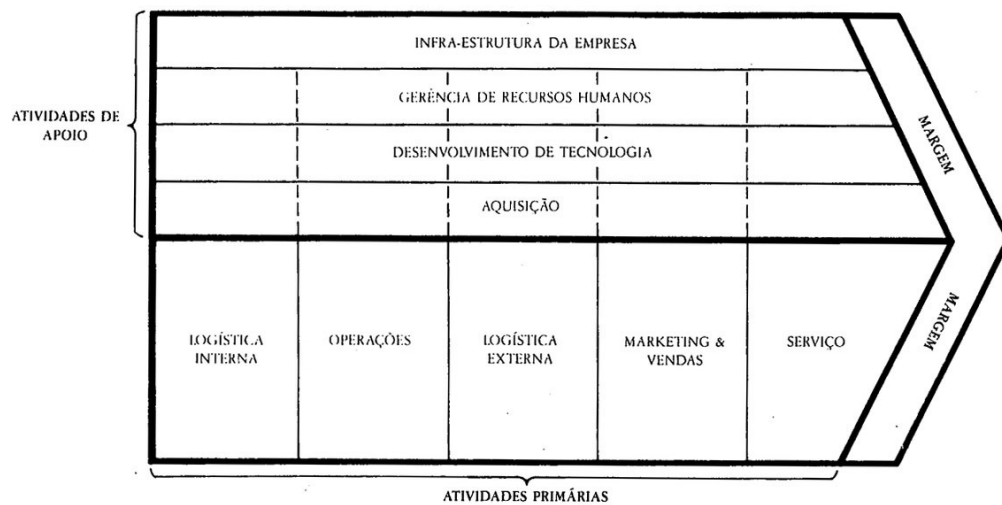 INFRA-ESTRUTURA DA EMPRESA
GERÊNCIA DE RECURSOS HUMANOS
ATIVIDADES DE
APOIO
DESENVOLVIMENTO DE TECNOLOGIA
AQUISIÇÃO
MARGEM
LOGÍSTICA
INTERNA
OPERAÇÕES
LOGÍSTICA
EXTERNA
MARKETING &
VENDAS
SERVIÇO
MARGEM
ATIVIDADES PRIMÁRIAS